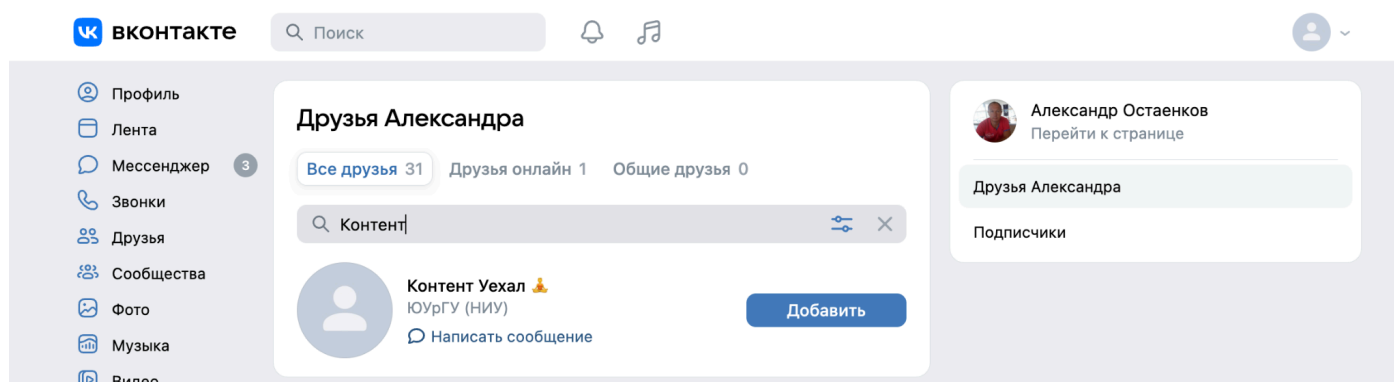 вконтакте
Поиск
Профиль
Лента
Мессенджер 3
Звонки
Друзья
Сообщества
Фото
Музыка
Видео
Друзья Александра
Все друзья 31 Друзья онлайн 1 Общие друзья 0
Контент
Контент Уехал
ЮУрГУ (НИУ)
Написать сообщение
Добавить
Александр Остаенков
Перейти к странице
Друзья Александра
Подписчики